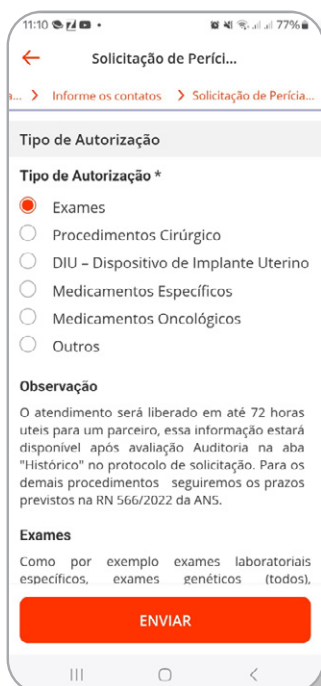 11:10
77%
Solicitação de Períci...
a... > Informe os contatos > Solicitação de Perícia...
Tipo de Autorização
Tipo de Autorização *
Exames
Procedimentos Cirúrgico
DIU – Dispositivo de Implante Uterino
Medicamentos Específicos
Medicamentos Oncológicos
Outros
Observação
O atendimento será liberado em até 72 horas
uteis para um parceiro, essa informação estará
disponível após avaliação Auditoria na aba
"Histórico" no protocolo de solicitação. Para os
demais procedimentos seguiremos os prazos
previstos na RN 566/2022 da ANS.
Exames
Como por exemplo exames laboratoriais
específicos, exames genéticos (todos),
ENVIAR